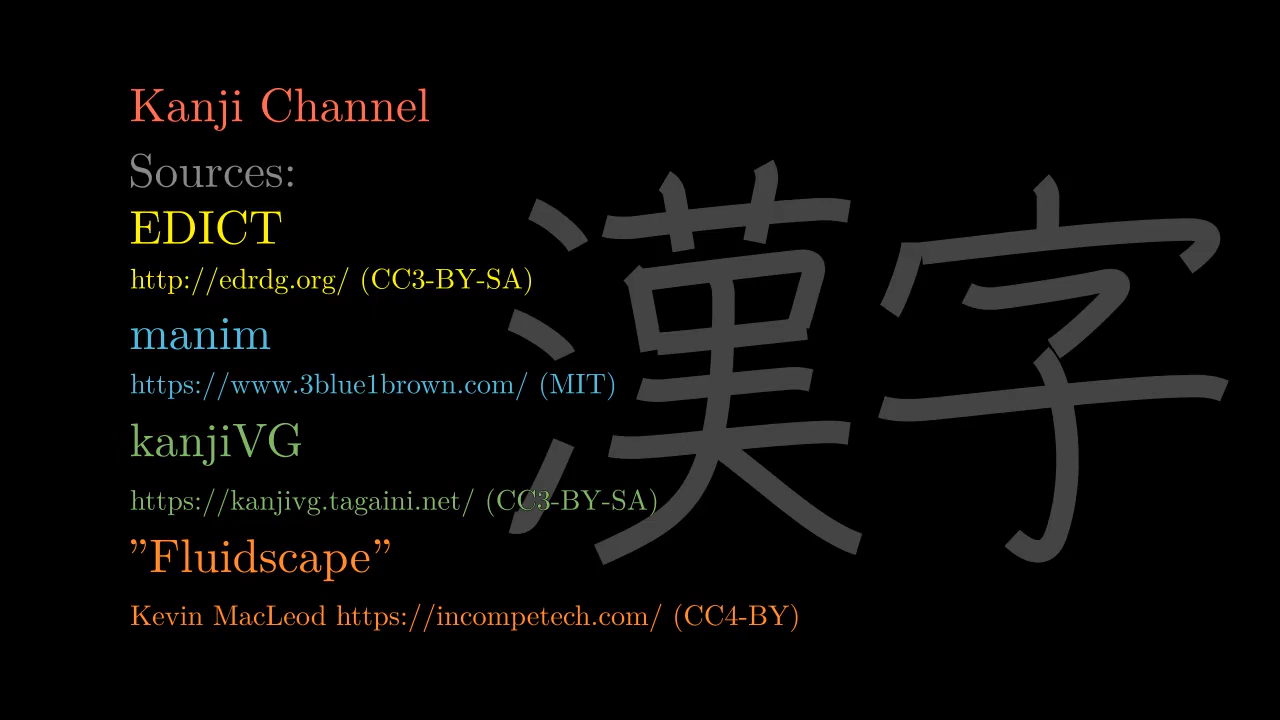 Kanji Channel
Sources:
EDICT
http://edrdg.org/ (CC3-BY-SA)
manim
https://www.3blue1brown.com/ (MIT)
kanjiVG
https://kanjivg.tagaini.net/ (CC3-BY-SA)
”Fluidscape”
Kevin MacLeod https://incompetech.com/ (CC4-BY)
漢字